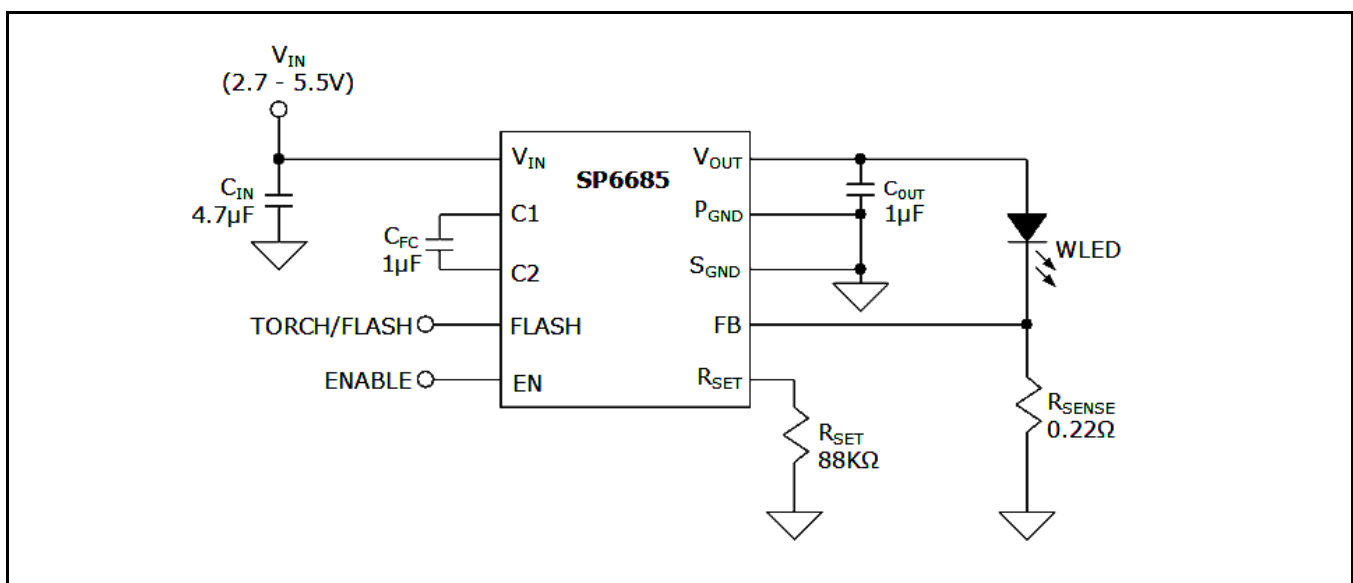 VIN
(2.7 - 5.5V)
CIN
4.7µF
VIN
SP6685
VOUT
C1
PGND
C2
SGND
FLASH
FB
EN
RSET
CFC
1µF
TORCH/FLASH
ENABLE
COUT
1µF
WLED
RSENSE
0.22Ω
RSET
88KΩ